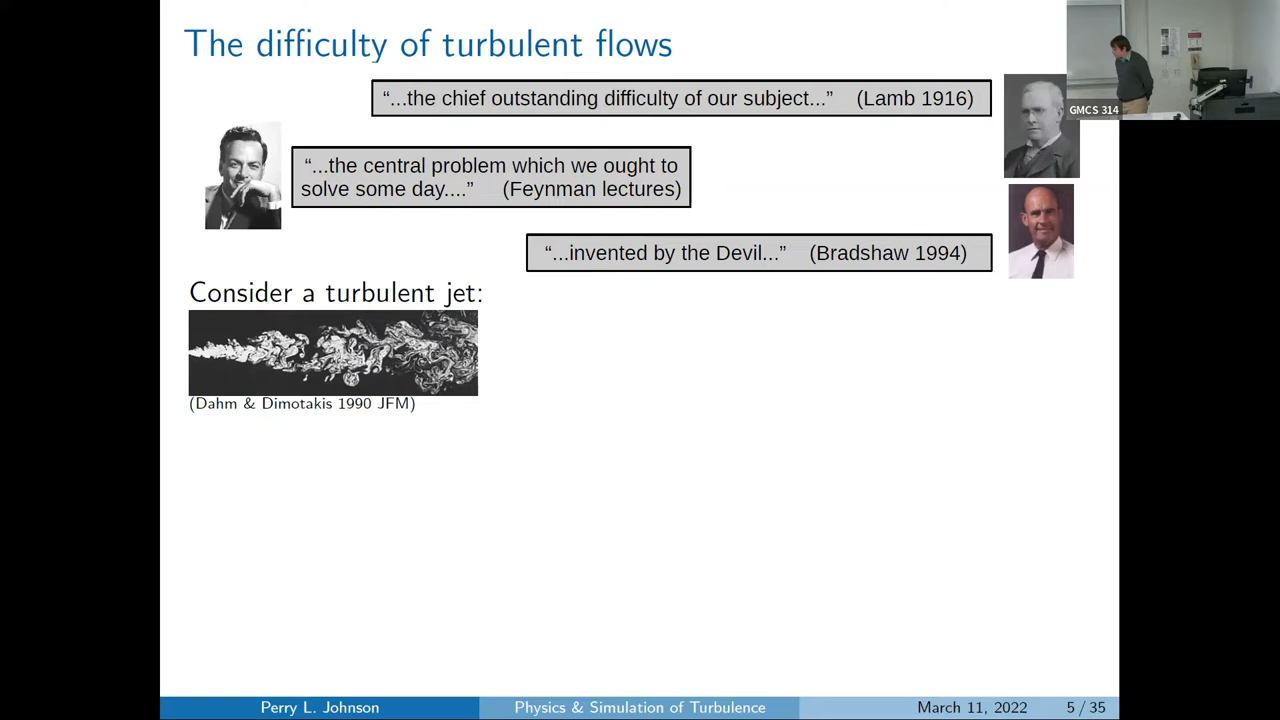 The difficulty of turbulent flows
“...the chief outstanding difficulty of our subject...” (Lamb 1916)
GMCS 314
“...the central problem which we ought to
solve some day....” (Feynman lectures)
“...invented by the Devil...” (Bradshaw 1994)
Consider a turbulent jet:
(Dahm & Dimotakis 1990 JFM)
Perry L. Johnson
Physics & Simulation of Turbulence
March 11, 2022
5 / 35